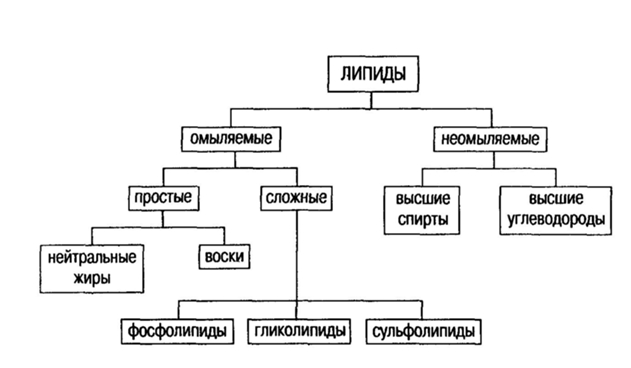 ЛИПИДЫ
омыляемые
неомыляемые
простые
сложные
высшие
спирты
высшие
углеводороды
нейтральные
жиры
воски
фосфолипиды
гликолипиды
сульфолипиды